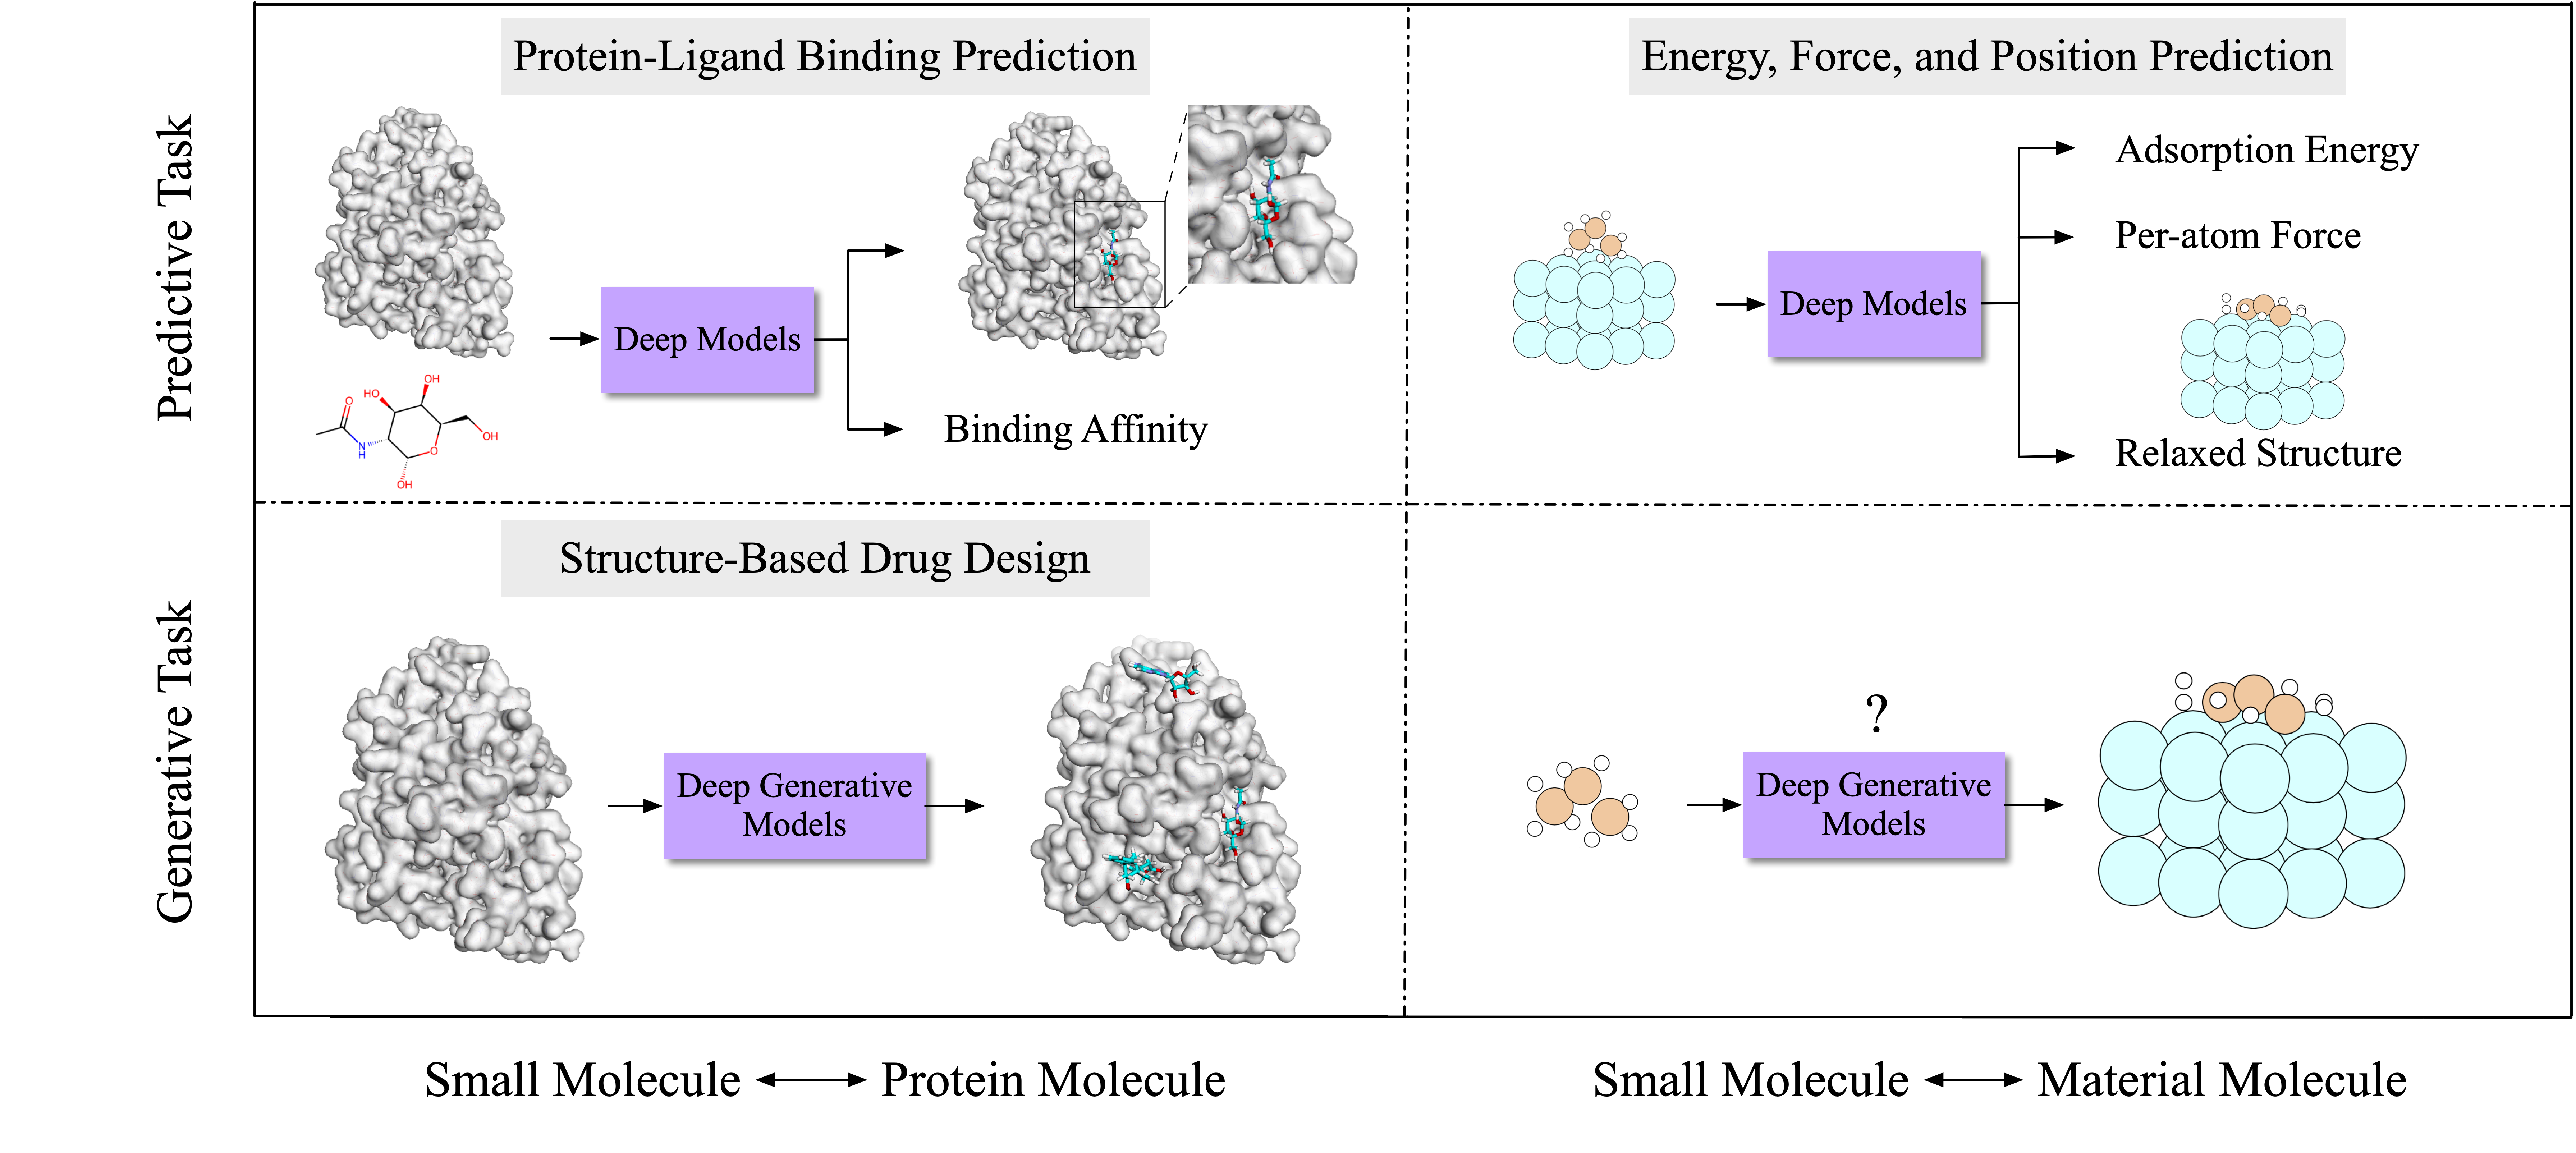 Protein-Ligand Binding Prediction
Energy, Force, and Position Prediction
Predictive Task
Deep Models
Binding Affinity
O
HO
OH
N
H
O
OH
OH
Deep Models
Adsorption Energy
Per-atom Force
Relaxed Structure
Structure-Based Drug Design
Generative Task
Deep Generative
Models
?
Deep Generative
Models
Small Molecule
Protein Molecule
Small Molecule
Material Molecule